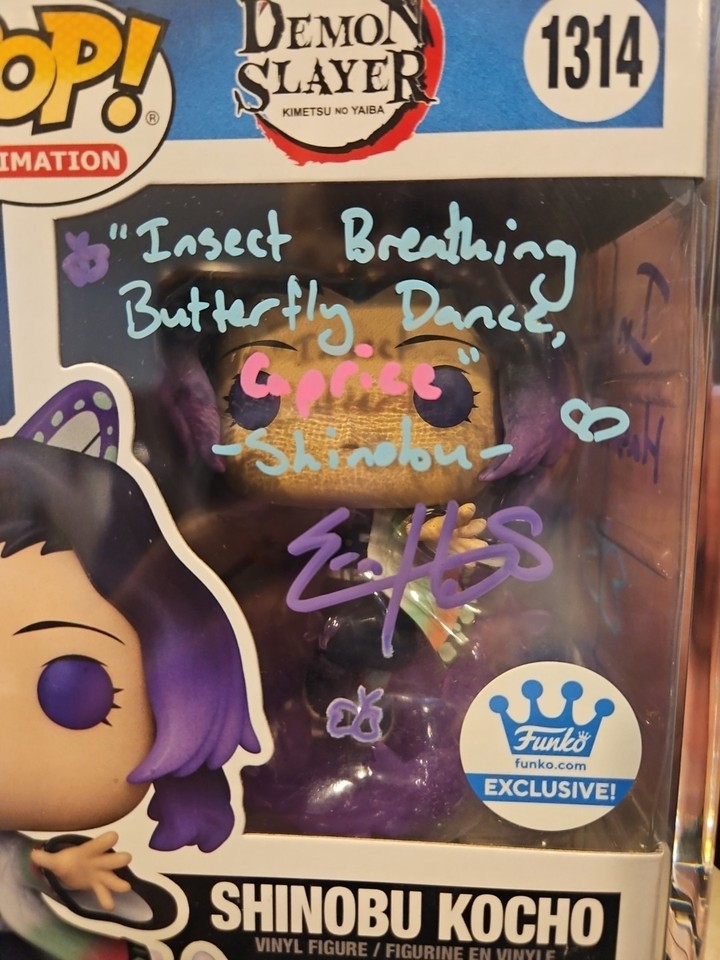 POP!®
ANIMATION
DEMON
SLAYER
KIMETSU NO YAIBA
1314
"Insect Breathing
Butterfly Dance,
Caprice"
-Shinobu-
Funko
funko.com
EXCLUSIVE!
SHINOBU KOCHO
VINYL FIGURE / FIGURINE EN VINYLE